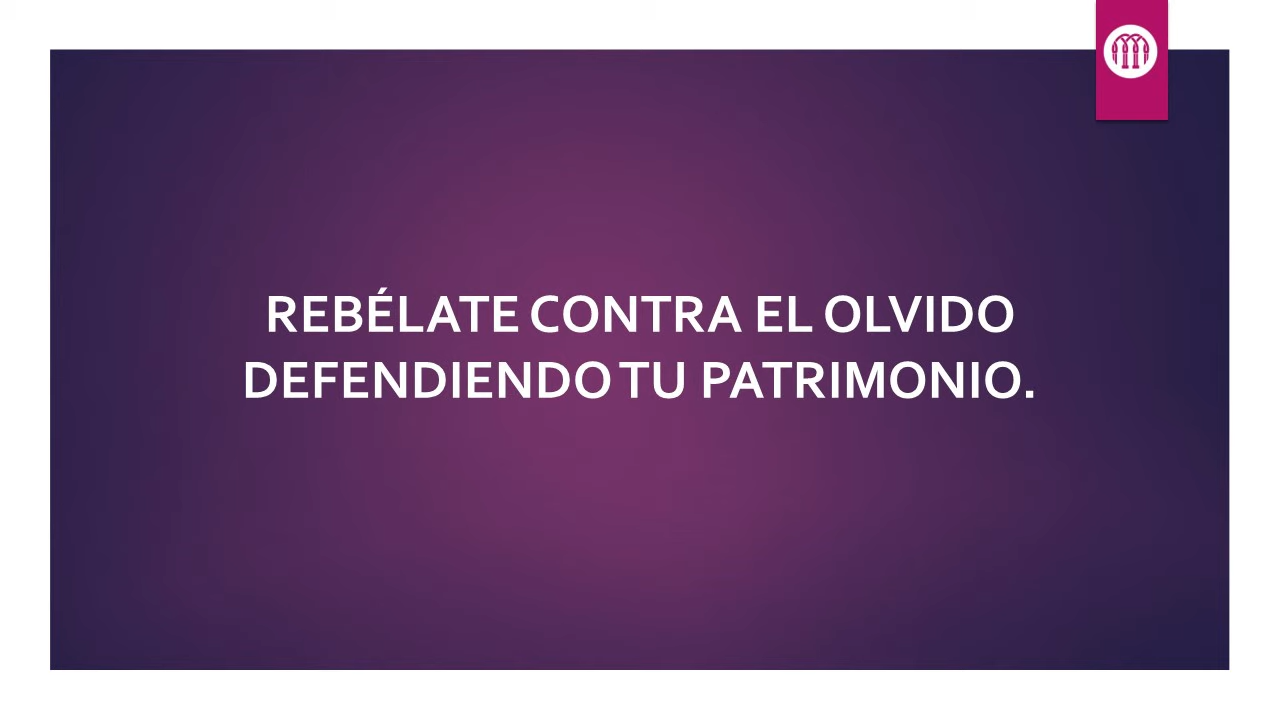 REBÉLATE CONTRA EL OLVIDO
DEFENDIENDO TU PATRIMONIO.